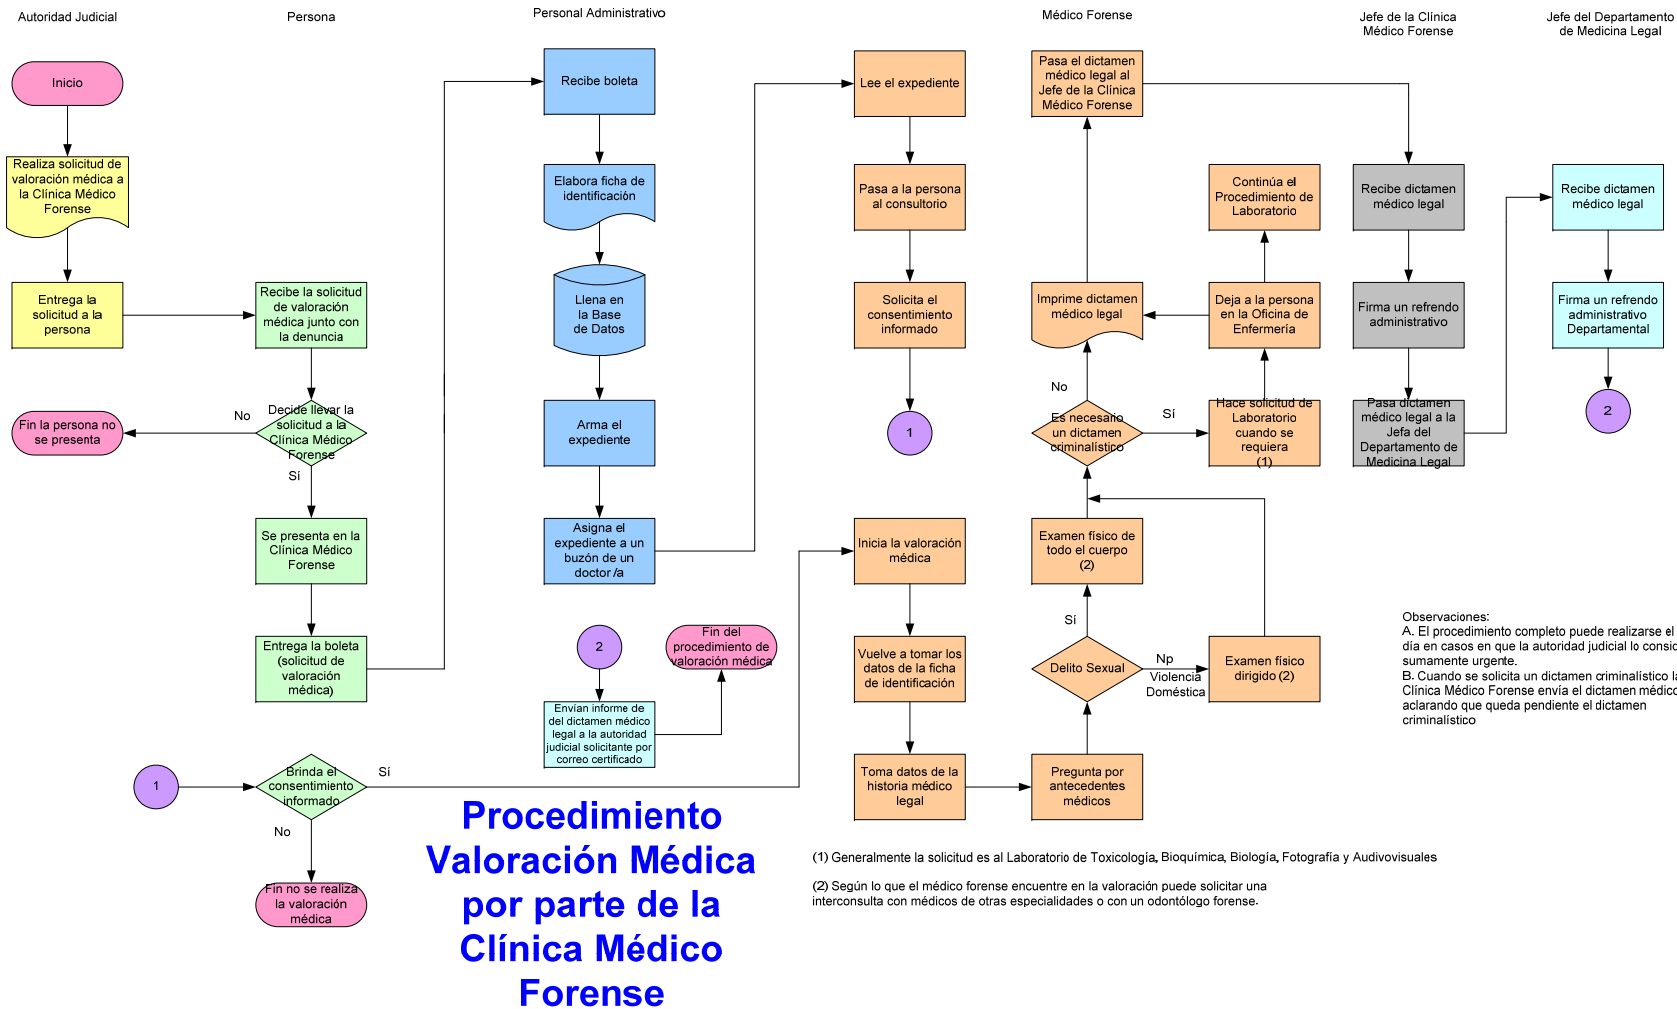 Autoridad Judicial
Persona
Personal Administrativo
Médico Forense
Jefe de la Clínica
Médico Forense
Jefe del Departamento
de Medicina Legal
Inicio
Realiza solicitud de
valoración médica a
la Clínica Médico
Forense
Entrega la
solicitud a la
persona
Recibe la solicitud
de valoración
médica junto con
la denuncia
Decide llevar la
solicitud a la
Clínica Médico
Forense
No
Fin la persona no
se presenta
Sí
Se presenta en la
Clínica Médico
Forense
Entrega la boleta
(solicitud de
valoración
médica)
1
Brinda el
consentimiento
informado
Sí
No
Fin no se realiza
la valoración
médica
Recibe boleta
Elabora ficha de
identificación
Llena en
la Base
de Datos
Arma el
expediente
Asigna el
expediente a un
buzón de un
doctor/a
2
Envían informe de
del dictamen médico
legal a la autoridad
judicial solicitante por
correo certificado
Fin del
procedimiento de
valoración médica
Lee el expediente
Pasa a la persona
al consultorio
Solicita el
consentimiento
informado
1
Inicia la valoración
médica
Vuelve a tomar los
datos de la ficha
de identificación
Toma datos de la
historia médico
legal
Pregunta por
antecedentes
médicos
Delito Sexual
Sí
Np
Violencia
Doméstica
Examen físico
dirigido (2)
Examen físico de
todo el cuerpo
(2)
Es necesario
un dictamen
criminalístico
No
Sí
Hace solicitud de
Laboratorio
cuando se
requiera
(1)
Deja a la persona
en la Oficina de
Enfermería
Continúa el
Procedimiento de
Laboratorio
Imprime dictamen
médico legal
Pasa el dictamen
médico legal al
Jefe de la Clínica
Médico Forense
Recibe dictamen
médico legal
Firma un refrendo
administrativo
Pasa dictamen
médico legal a la
Jefa del
Departamento de
Medicina Legal
Recibe dictamen
médico legal
Firma un refrendo
administrativo
Departamental
2
Observaciones:
A. El procedimiento completo puede realizarse el
día en casos en que la autoridad judicial lo consid
sumamente urgente.
B. Cuando se solicita un dictamen criminalístico la
Clínica Médico Forense envía el dictamen médico
aclarando que queda pendiente el dictamen
criminalístico
Procedimiento
Valoración Médica
por parte de la
Clínica Médico
Forense
(1) Generalmente la solicitud es al Laboratorio de Toxicología, Bioquímica, Biología, Fotografía y Audivovisuales
(2) Según lo que el médico forense encuentre en la valoración puede solicitar una
interconsulta con médicos de otras especialidades o con un odontólogo forense.